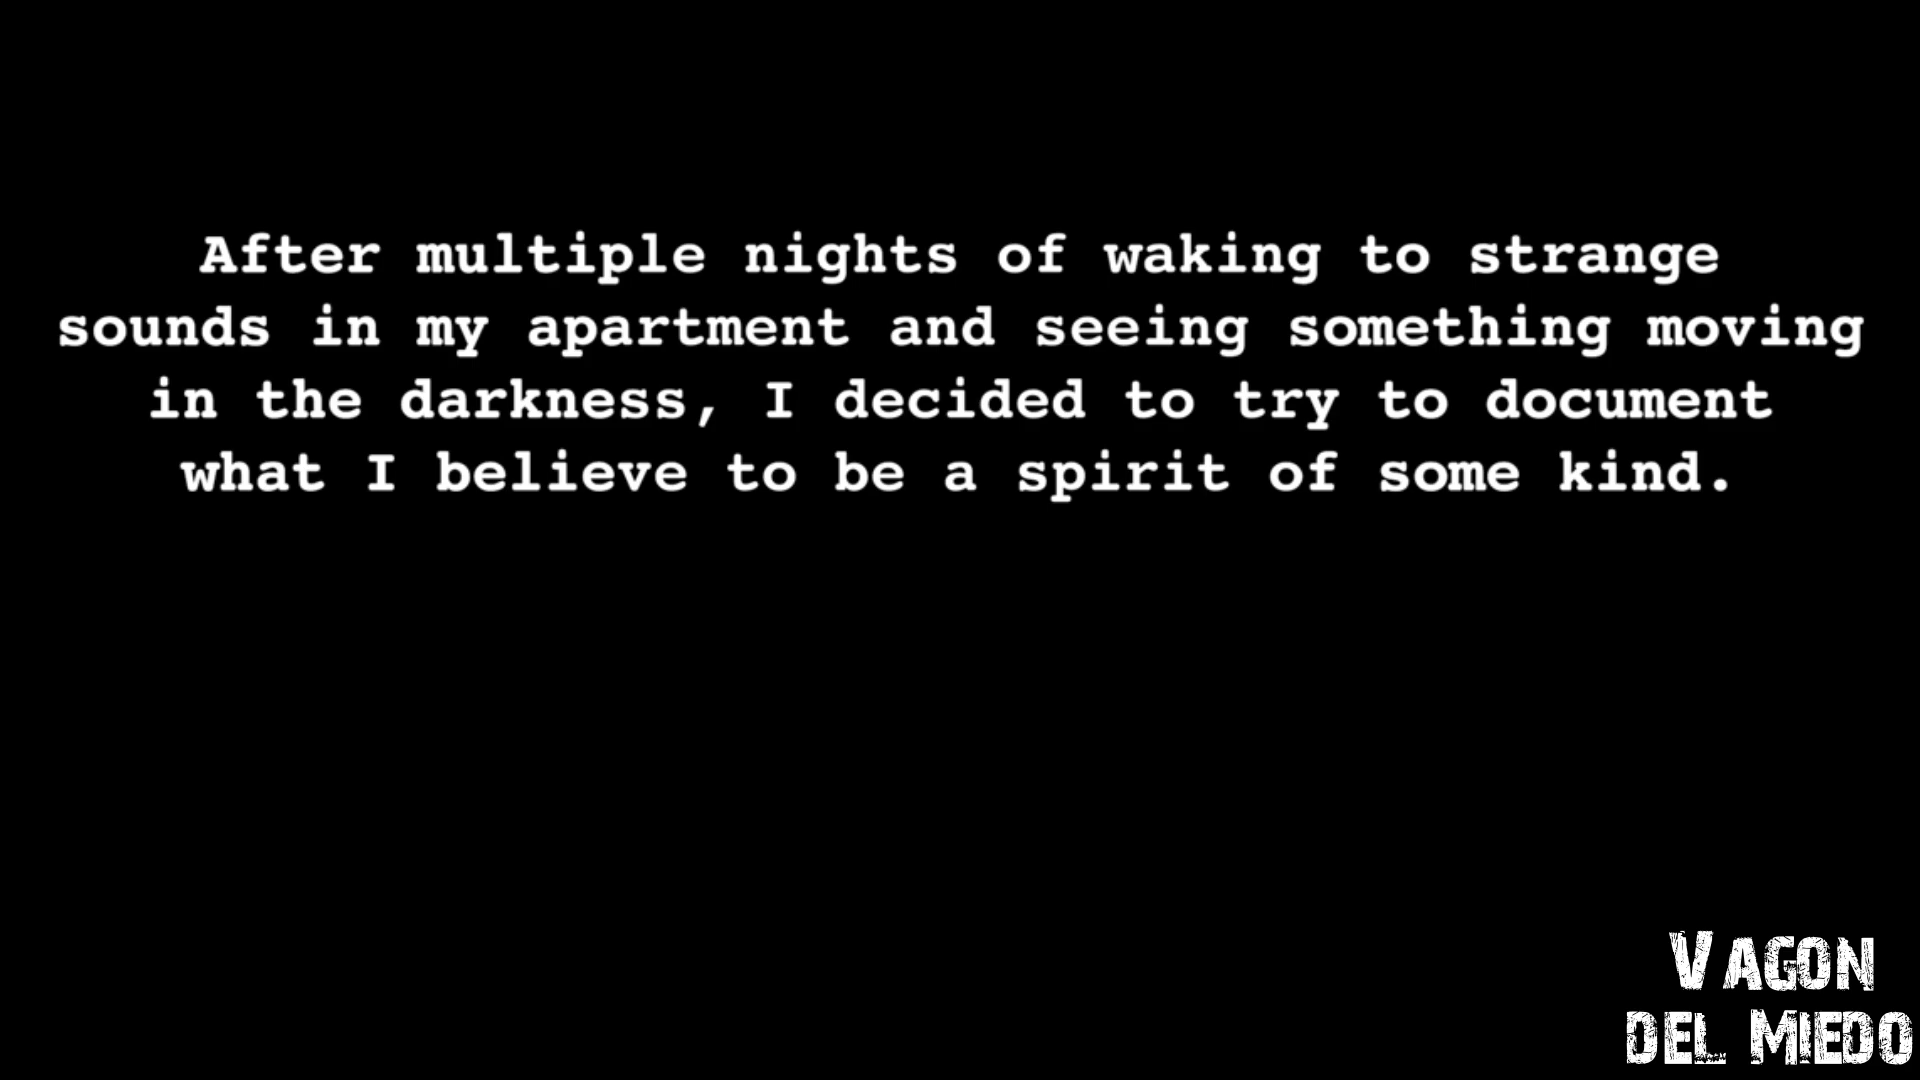 After multiple nights of waking to strange
sounds in my apartment and seeing something moving
in the darkness, I decided to try to document
what I believe to be a spirit of some kind.
VAGON
DEL MIEDO